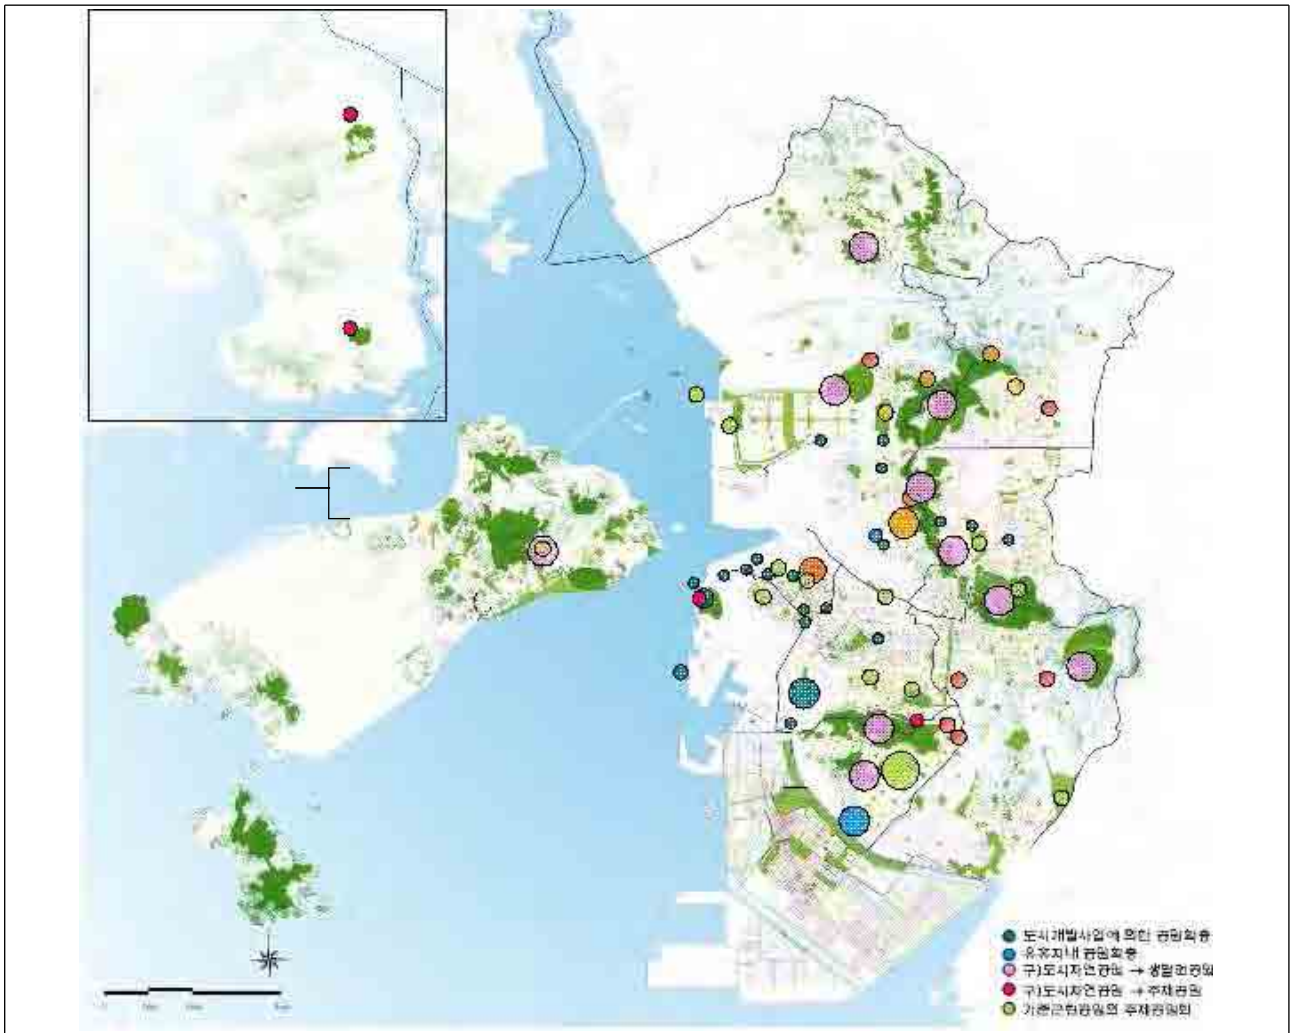 도시개발사업에 의한 공원확충
유휴지내 공원확충
구)도시자연공원 → 생활권공원
구)도시자연공원 → 주제공원
기존근린공원의 주제공원화